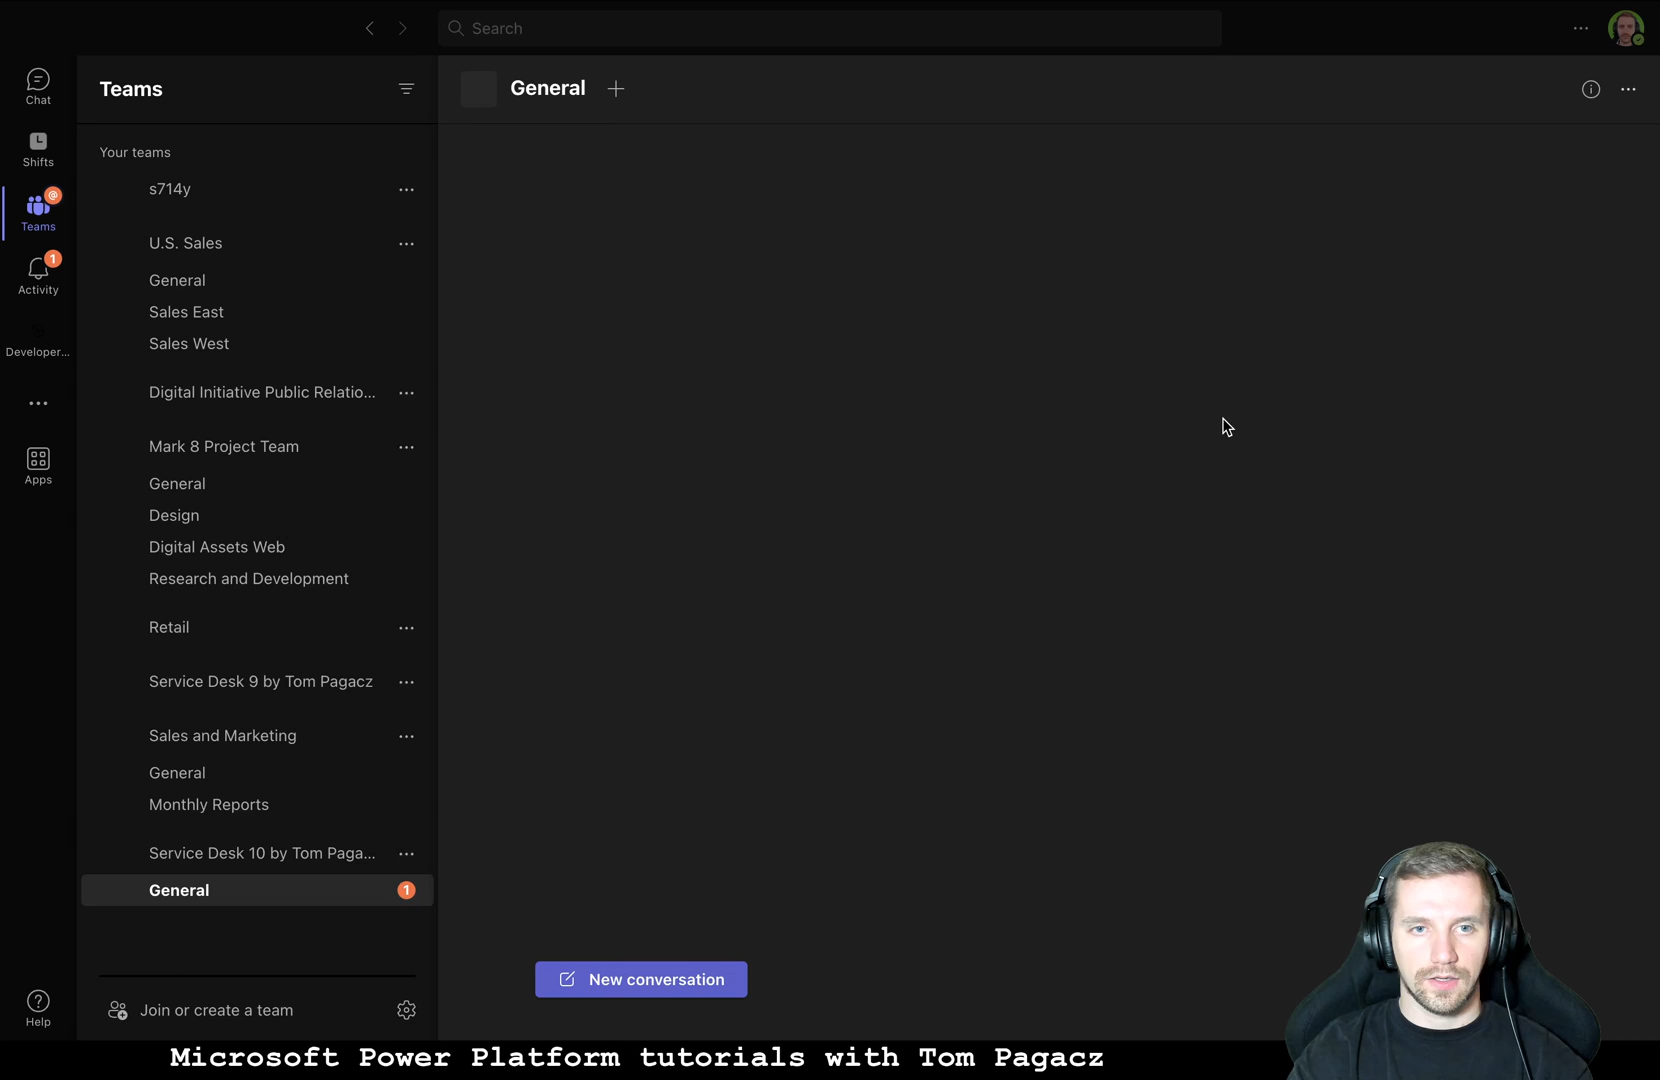 Search
Chat
Shifts
Teams
@
Activity
1
Developer...
Apps
Help
Teams
Your teams
s714y
U.S. Sales
General
Sales East
Sales West
Digital Initiative Public Relatio...
Mark 8 Project Team
General
Design
Digital Assets Web
Research and Development
Retail
Service Desk 9 by Tom Pagacz
Sales and Marketing
General
Monthly Reports
Service Desk 10 by Tom Paga...
General 1
Join or create a team
General
New conversation
Microsoft Power Platform tutorials with Tom Pagacz